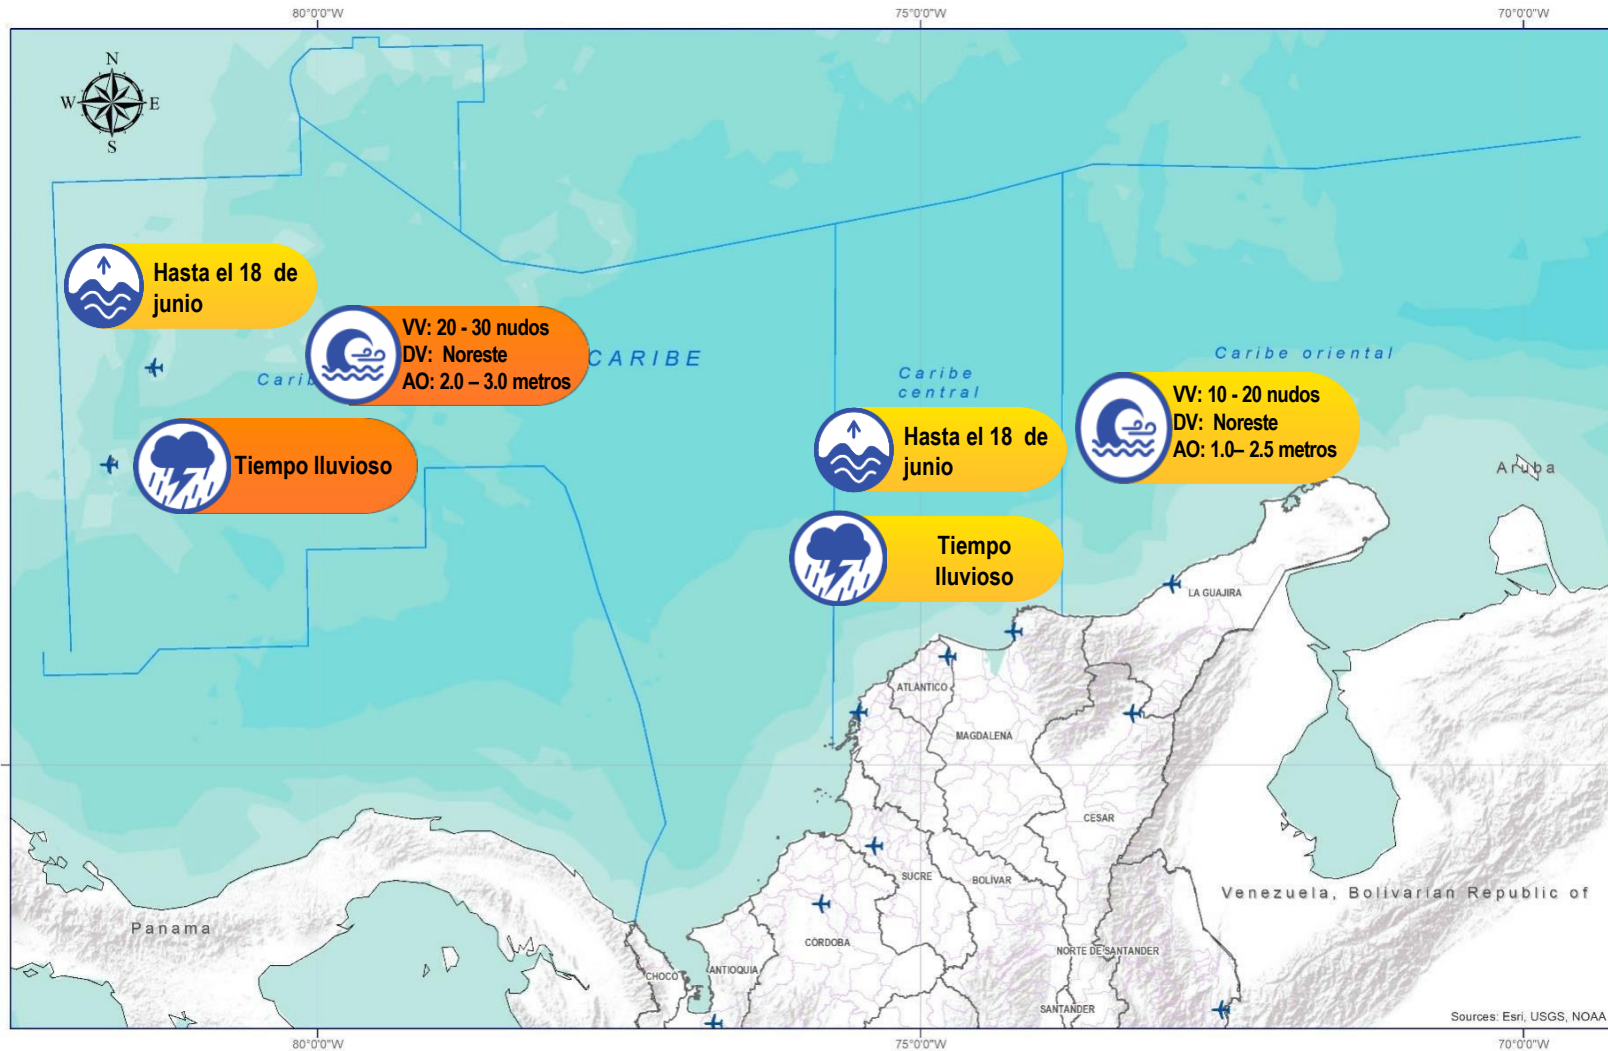 80°0'0"W
75°0'0"W
70°0'0"W
N
W
E
S
Hasta el 18 de
junio
VV: 20 - 30 nudos
DV: Noreste
AO: 2.0 – 3.0 metros
CARIBE
Tiempo lluvioso
Caribe
central
Caribe oriental
Hasta el 18 de
junio
VV: 10 - 20 nudos
DV: Noreste
AO: 1.0– 2.5 metros
Tiempo
lluvioso
Aruba
LA GUAJIRA
ATLÁNTICO
MAGDALENA
CESAR
SUCRE
BOLÍVAR
Venezuela, Bolivarian Republic of
Panama
CÓRDOBA
NORTE DE SANTANDER
CHOCÓ
ANTIOQUIA
SANTANDER
Sources: Esri, USGS, NOAA
80°0'0"W
75°0'0"W
70°0'0"W